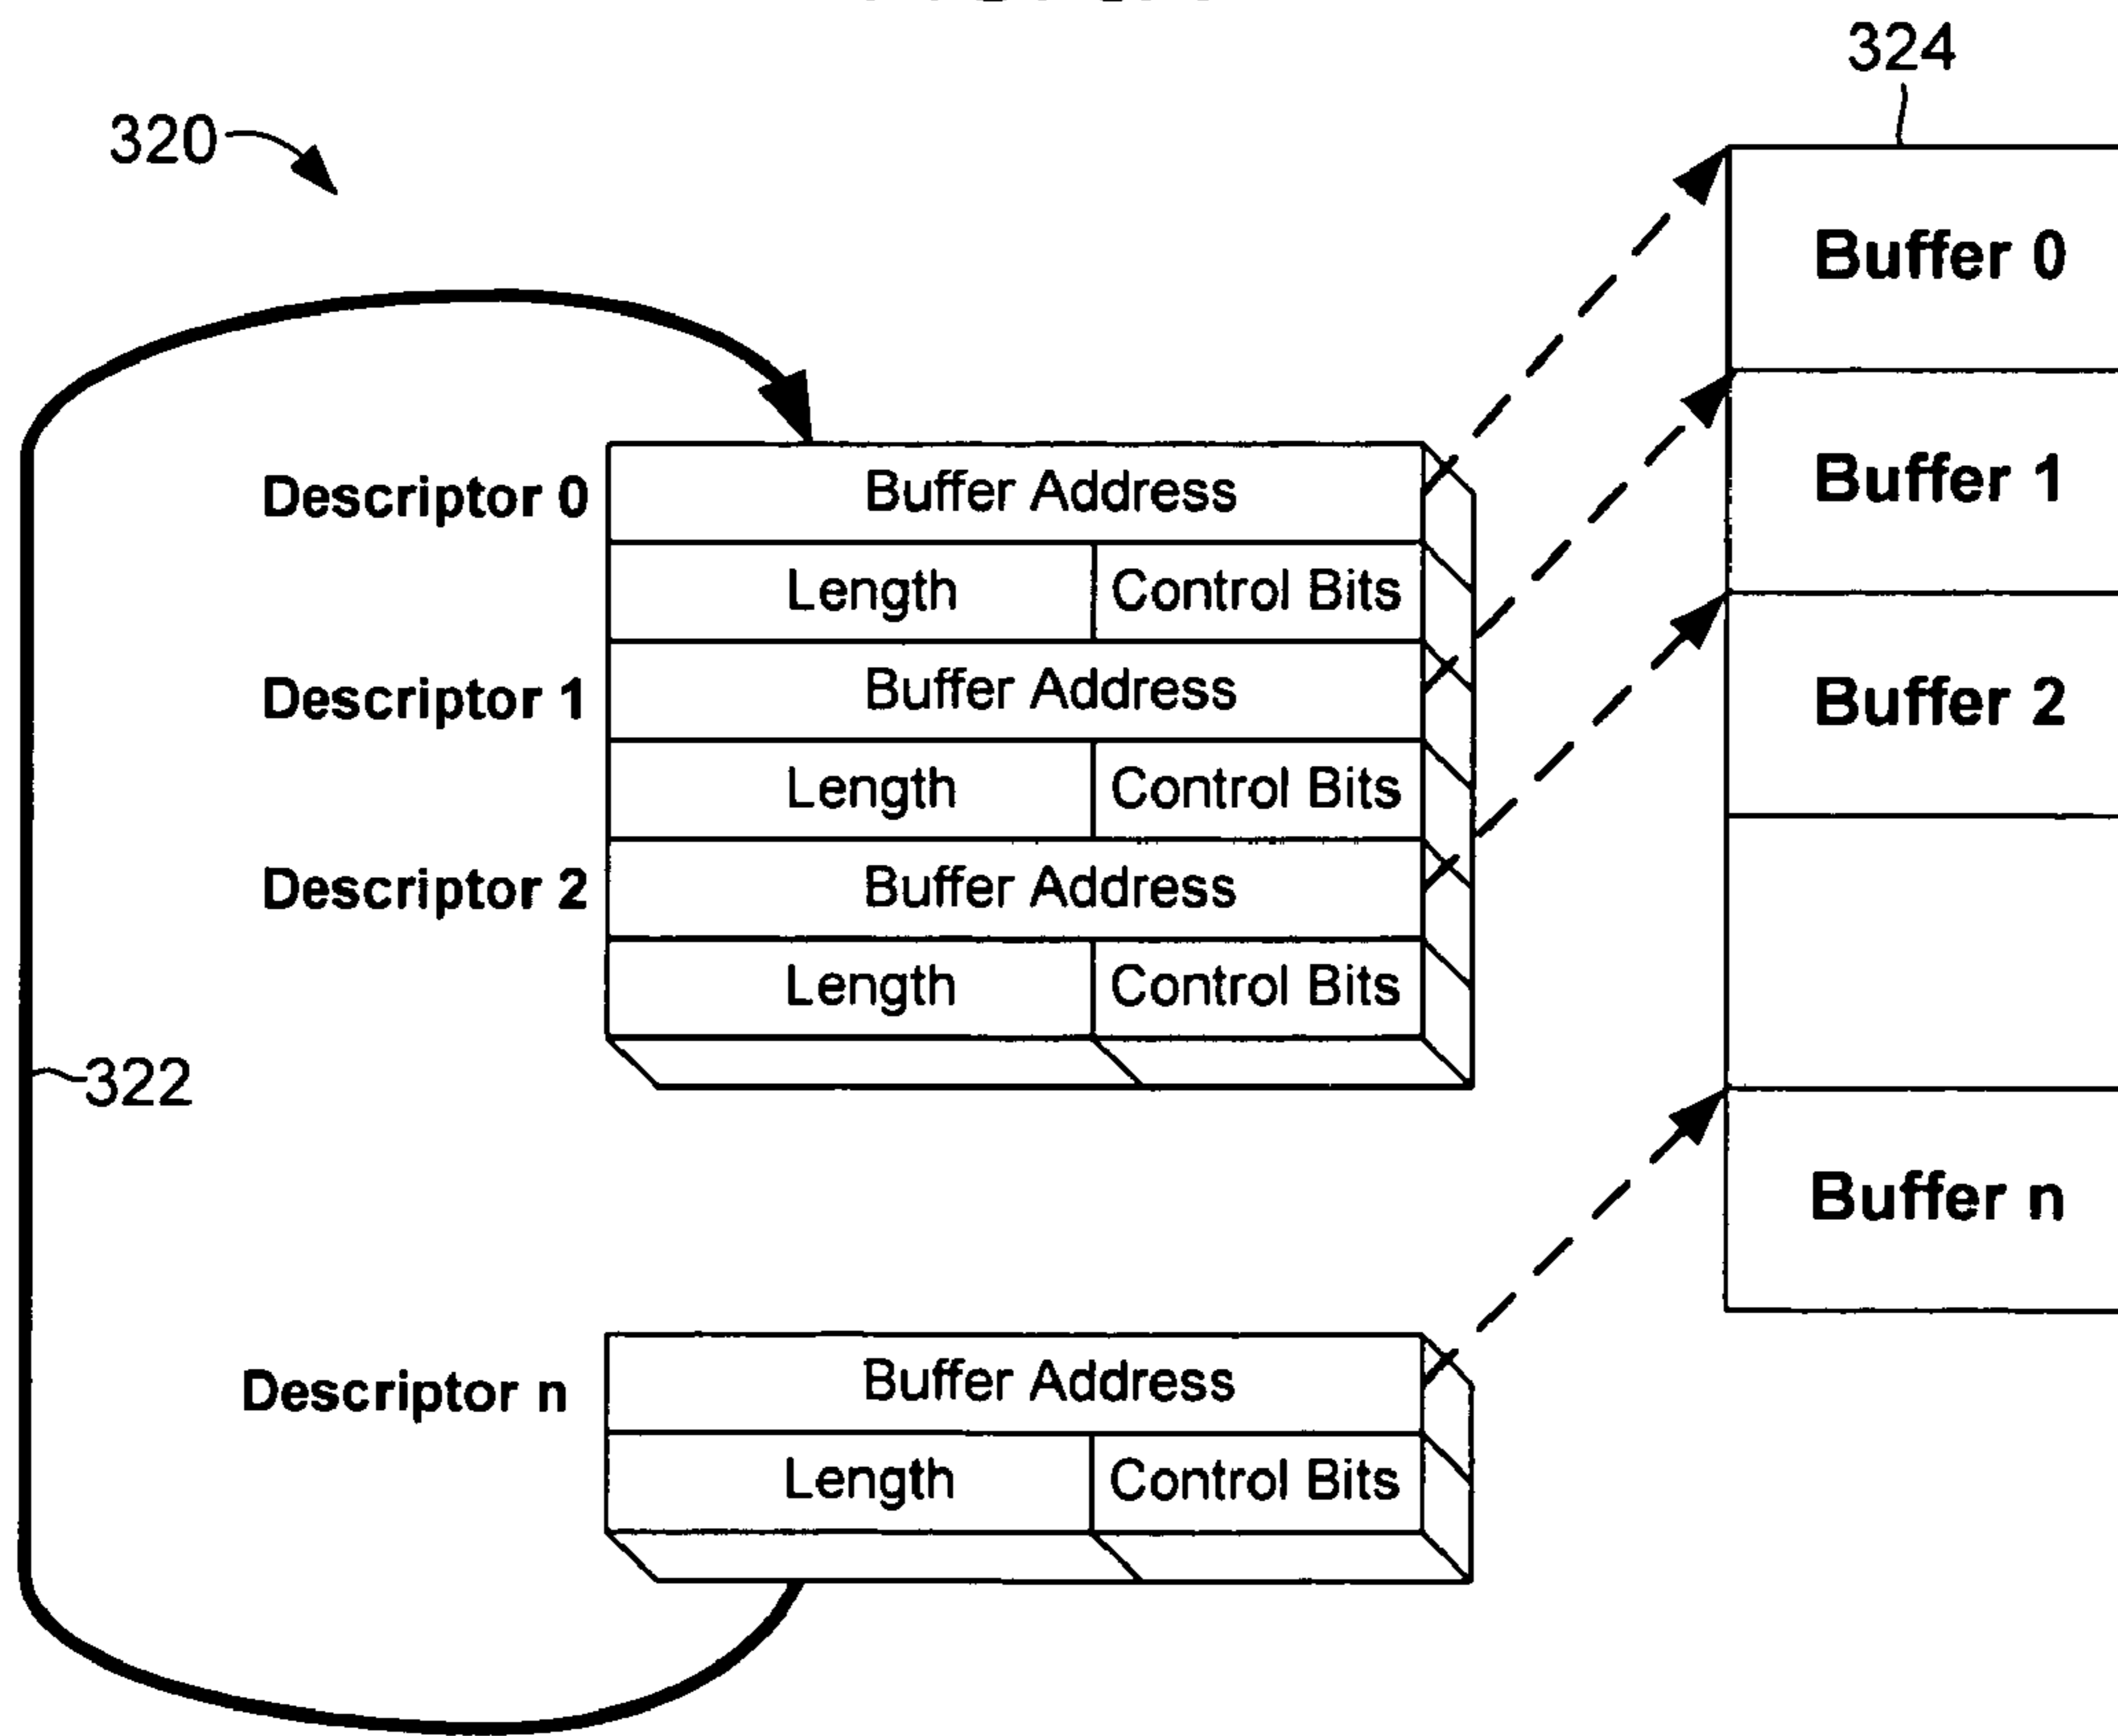 324
320
Buffer 0
Buffer 1
Descriptor 0 Buffer Address
Length Control Bits
Descriptor 1 Buffer Address
Buffer 2
Length Control Bits
Descriptor 2 Buffer Address
Length Control Bits
322
Buffer n
Descriptor n Buffer Address
Length Control Bits